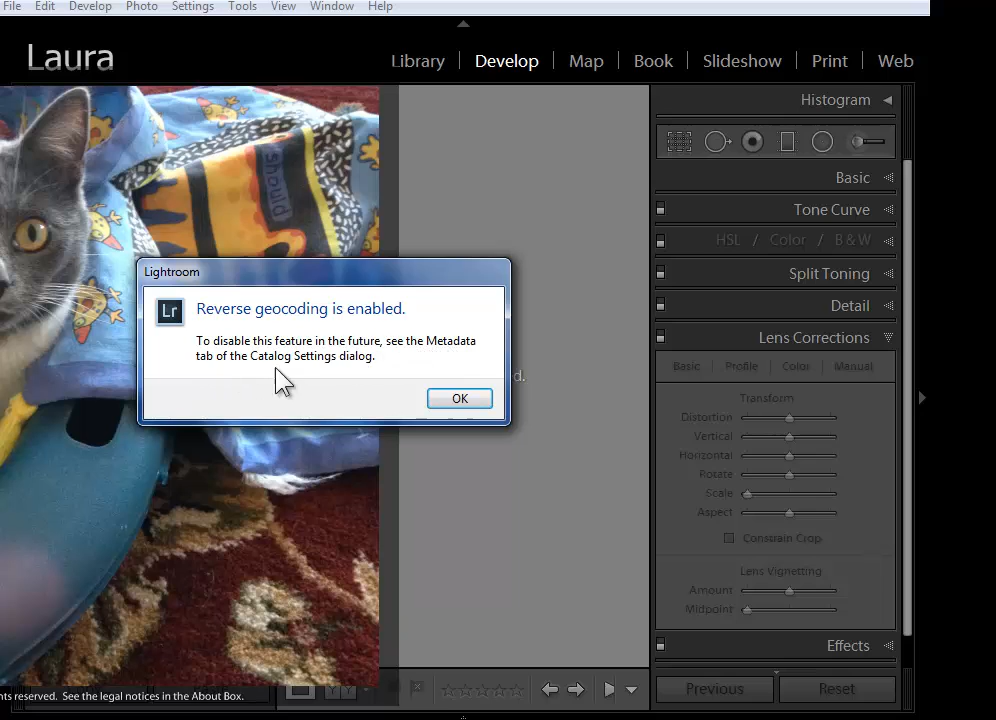 File Edit Develop Photo Settings Tools View Window Help
Laura
Library Develop Map Book Slideshow Print Web
Histogram
Basic
should
Tone Curve
HSL / Color / B & W
Split Toning
Lightroom
Lr
Reverse geocoding is enabled.
Detail
To disable this feature in the future, see the Metadata
tab of the Catalog Settings dialog.
Lens Corrections
Basic Profile Color Manual
d.
OK
Transform
Distortion
Vertical
Horizontal
Rotate
Scale
Aspect
Constrain Crop
Lens Vignetting
Amount
Midpoint
Effects
nts reserved. See the legal notices in the About Box.
YY
Previous Reset